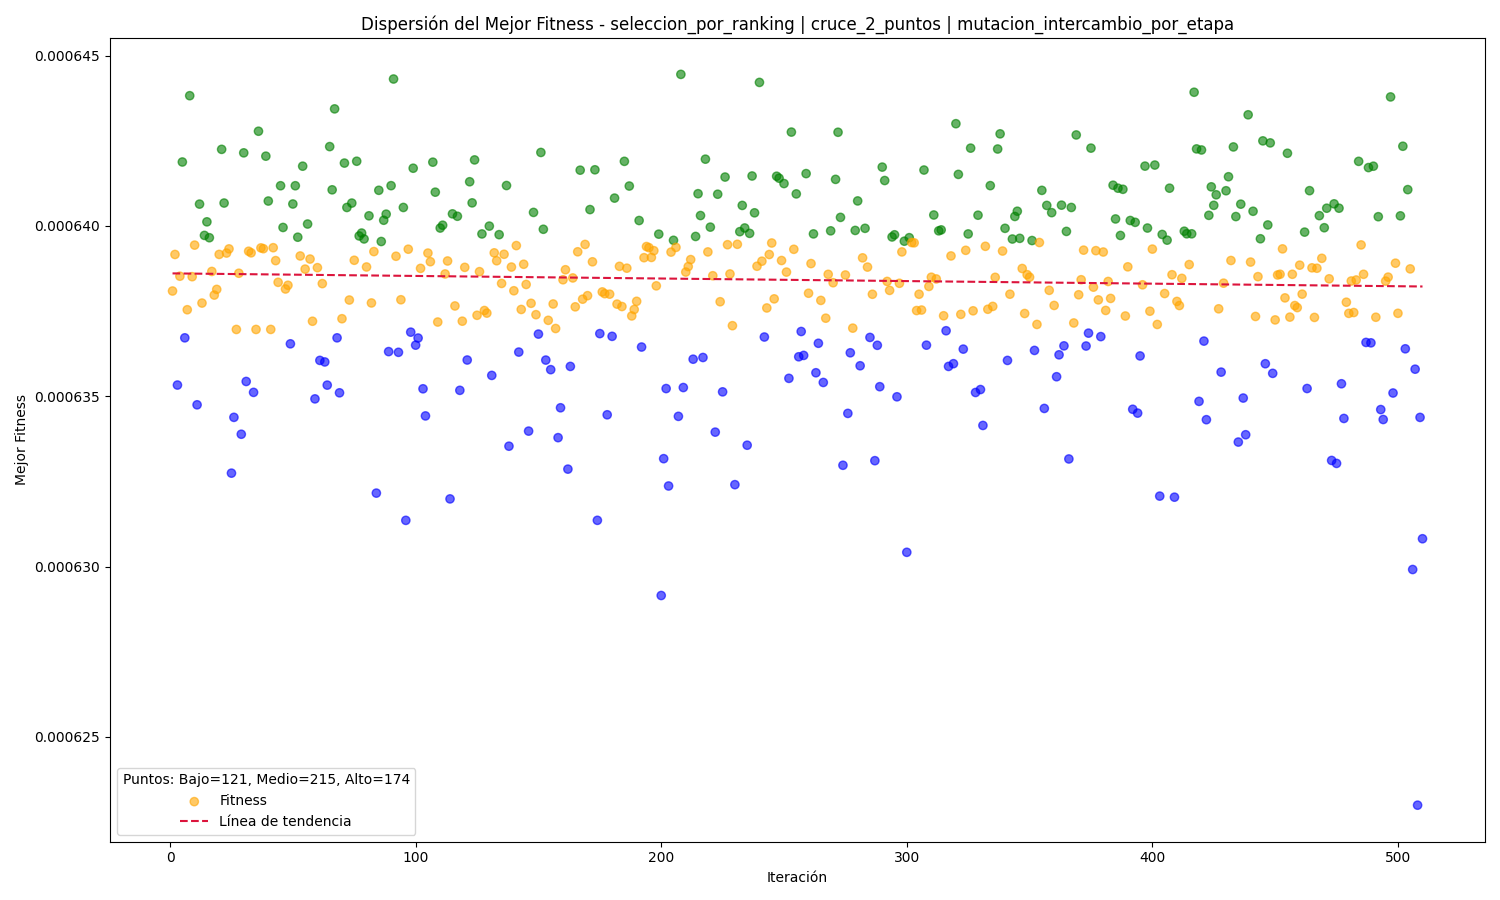 Dispersión del Mejor Fitness - seleccion_por_ranking | cruce_2_puntos | mutacion_intercambio_por_etapa
0.000645
0.000640
0.000635
0.000630
0.000625
Mejor Fitness
Puntos: Bajo=121, Medio=215, Alto=174
Fitness
Línea de tendencia
0 100 200 300 400 500
Iteración